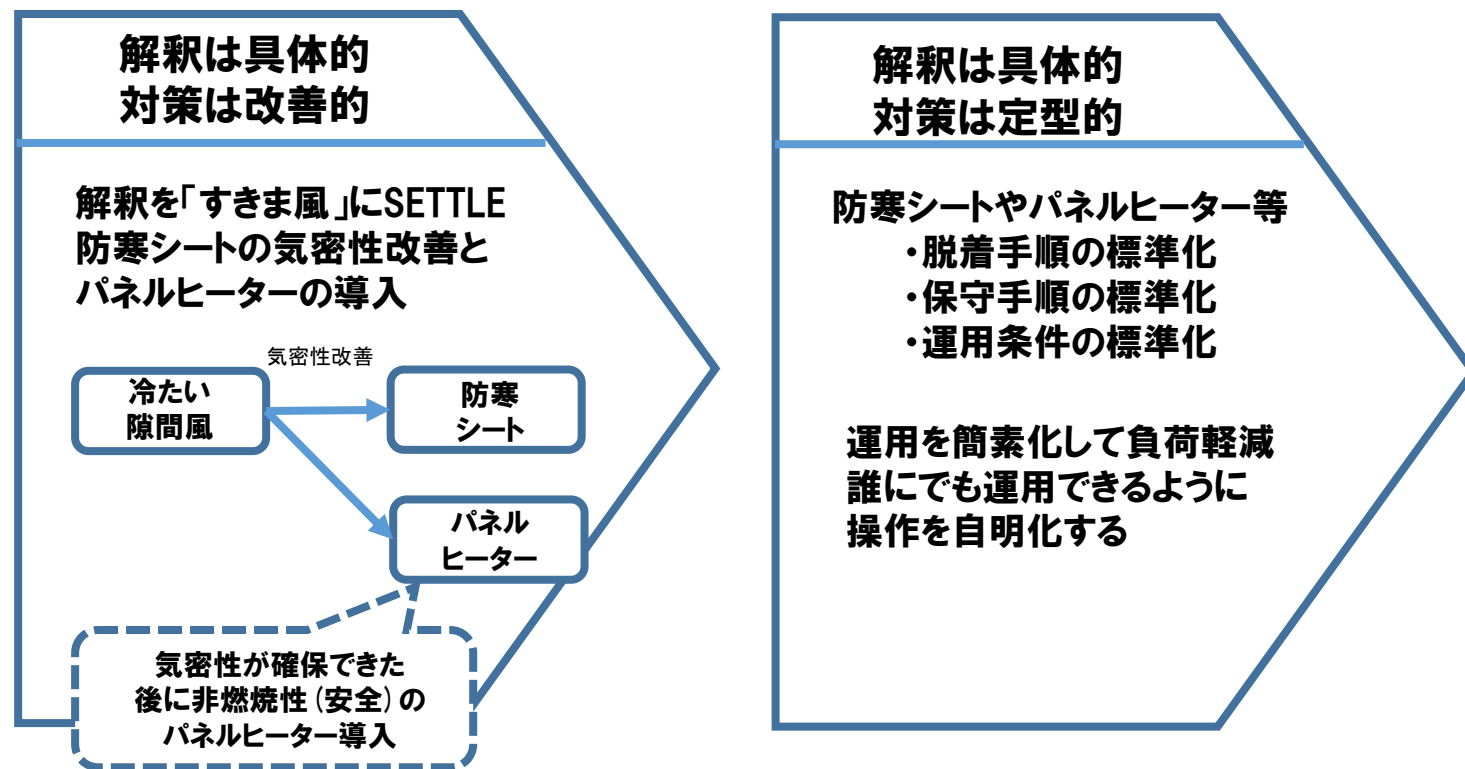 解釈は具体的
対策は改善的
解釈を「すきま風」にSETTLE
防寒シートの気密性改善と
パネルヒーターの導入
気密性改善
冷たい
隙間風
防寒
シート
パネル
ヒーター
気密性が確保できた
後に非燃焼性(安全)の
パネルヒーター導入
解釈は具体的
対策は定型的
防寒シートやパネルヒーター等
・脱着手順の標準化
・保守手順の標準化
・運用条件の標準化
運用を簡素化して負荷軽減
誰にでも運用できるように
操作を自明化する